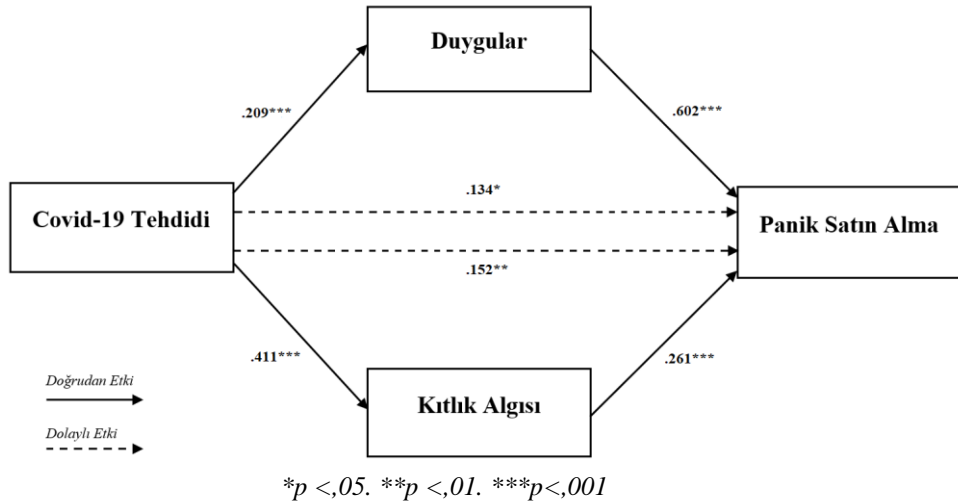 Duygular
.209***
.602***
.134*
Covid-19 Tehdidi
Panik Satın Alma
.152**
.411***
.261***
Doğrudan Etki
Kıtlık Algısı
Dolaylı Etki
*p <,05. **p <,01. ***p<,001